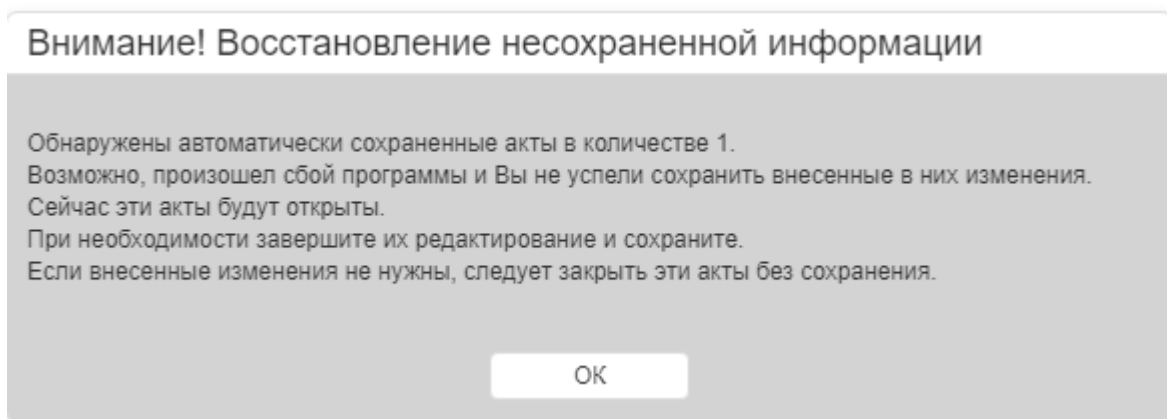 Внимание! Восстановление несохраненной информации
Обнаружены автоматически сохраненные акты в количестве 1.
Возможно, произошел сбой программы и Вы не успели сохранить внесенные в них изменения.
Сейчас эти акты будут открыты.
При необходимости завершите их редактирование и сохраните.
Если внесенные изменения не нужны, следует закрыть эти акты без сохранения.
ОК